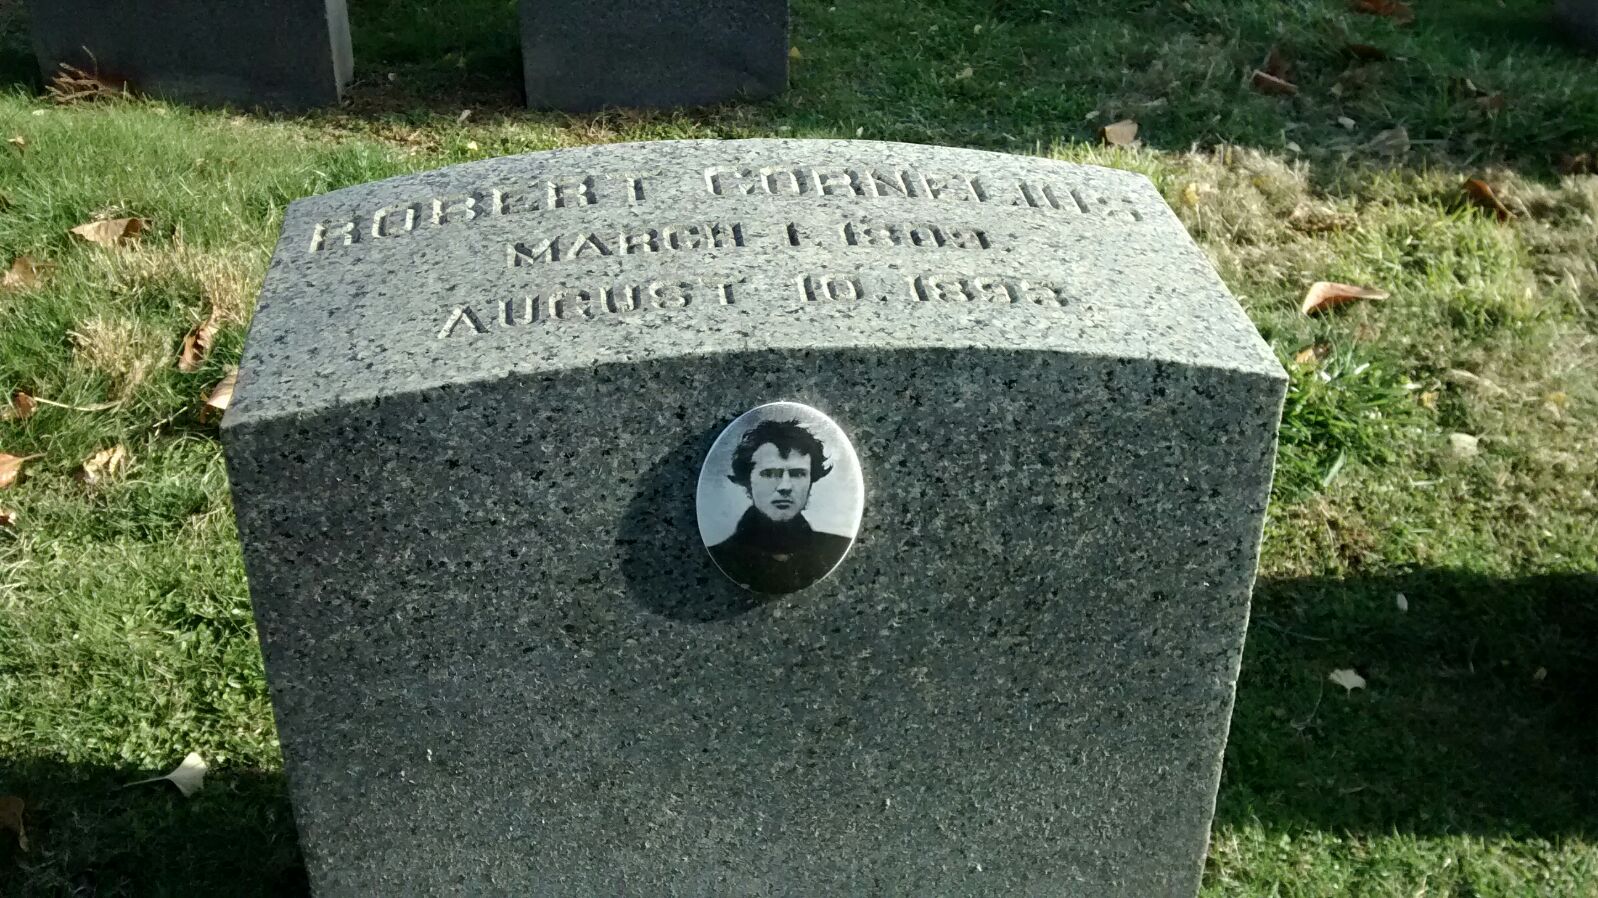 ROBERT CORNELIUS
MARCH 1, 1809
AUGUST 10, 1893